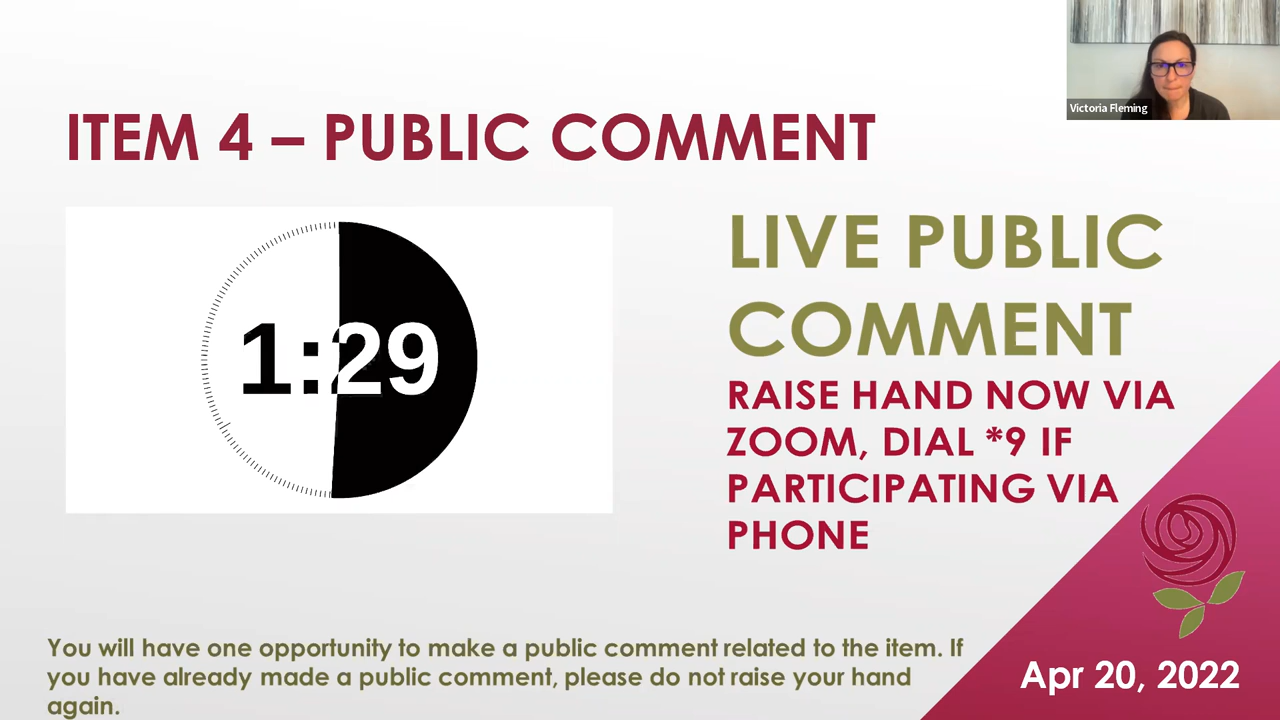 Victoria Fleming
ITEM 4 – PUBLIC COMMENT
1:29
LIVE PUBLIC
COMMENT
RAISE HAND NOW VIA
ZOOM, DIAL *9 IF
PARTICIPATING VIA
PHONE
You will have one opportunity to make a public comment related to the item. If
you have already made a public comment, please do not raise your hand
again.
Apr 20, 2022